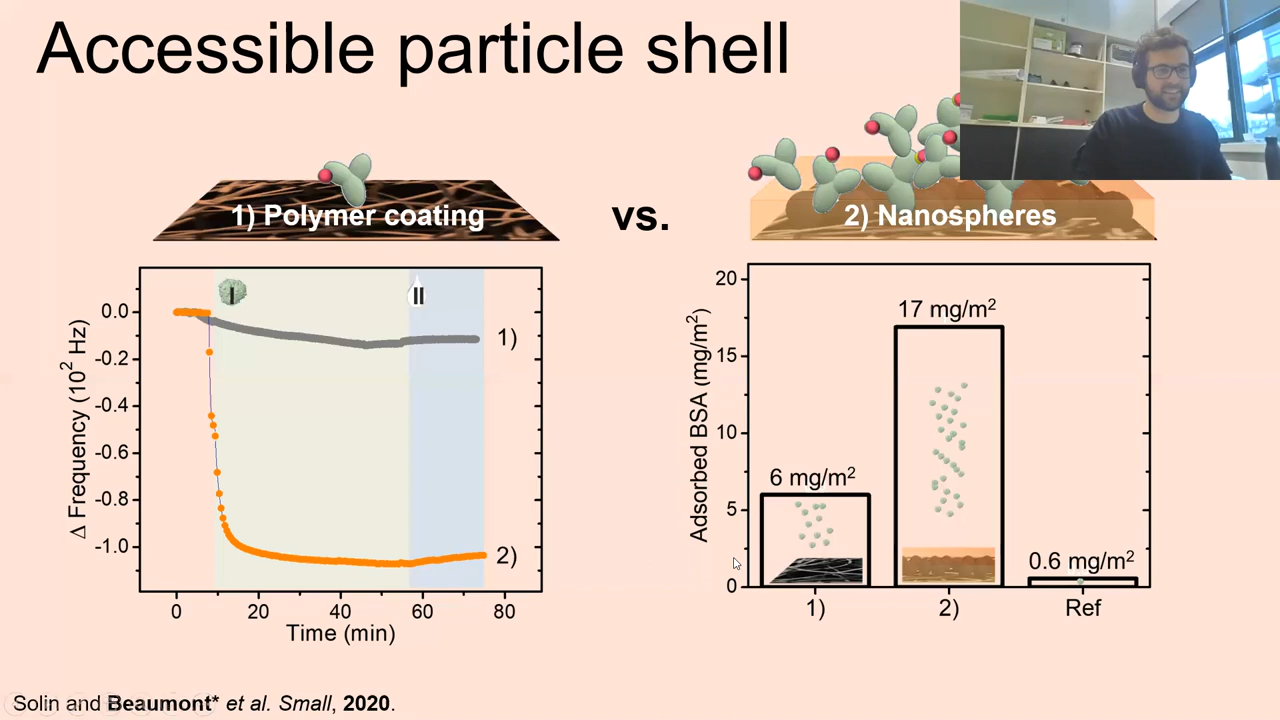 Accessible particle shell
1) Polymer coating
vs.
2) Nanospheres
I
II
0.0
-0.2
-0.4
-0.6
-0.8
-1.0
Δ Frequency (10² Hz)
1)
2)
0
20
40
60
80
Time (min)
20
15
10
5
0
Adsorbed BSA (mg/m²)
6 mg/m²
17 mg/m²
0.6 mg/m²
1)
2)
Ref
Solin and Beaumont* et al. Small, 2020.